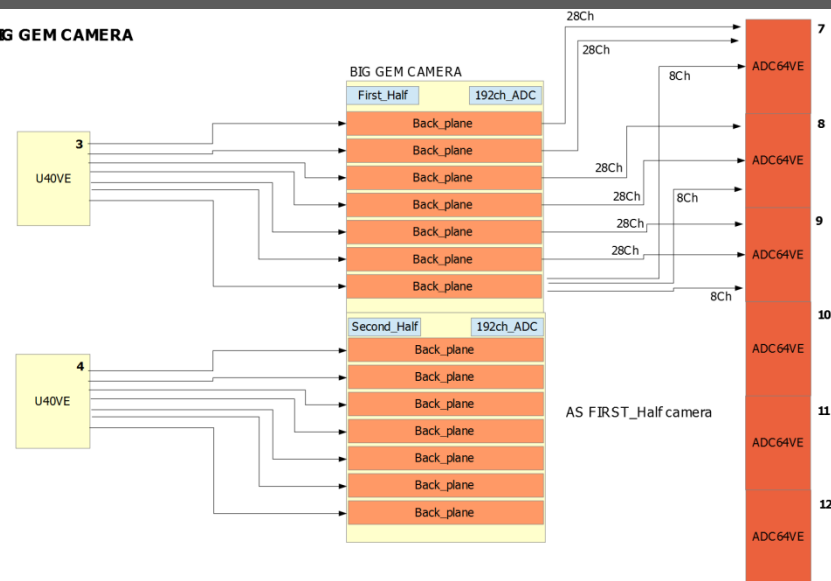 G GEM CAMERA
28Ch
7
28Ch
BIG GEM CAMERA
8Ch
ADC64VE
First_Half
192ch_ADC
Back_plane
8
3
Back_plane
ADC64VE
28Ch
U40VE
Back_plane
28Ch
8Ch
Back_plane
9
28Ch
Back_plane
28Ch
ADC64VE
Back_plane
Back_plane
8Ch
10
Second_Half
192ch_ADC
Back_plane
ADC64VE
4
Back_plane
U40VE
Back_plane
AS FIRST_Half camera
11
Back_plane
ADC64VE
Back_plane
Back_plane
12
Back_plane
ADC64VE